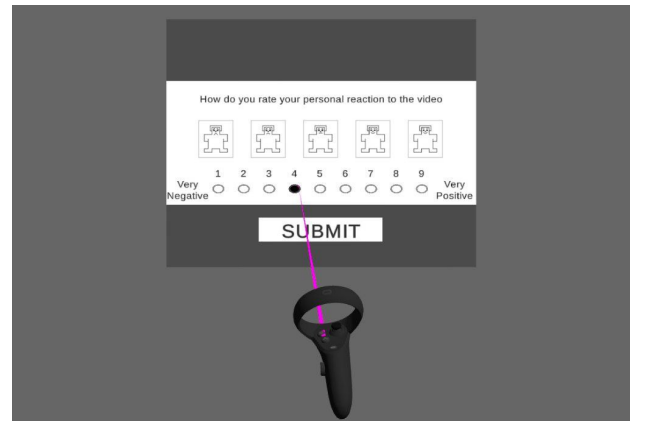 How do you rate your personal reaction to the video
1 2 3 4 5 6 7 8 9
Very Negative
Very Positive
SUBMIT